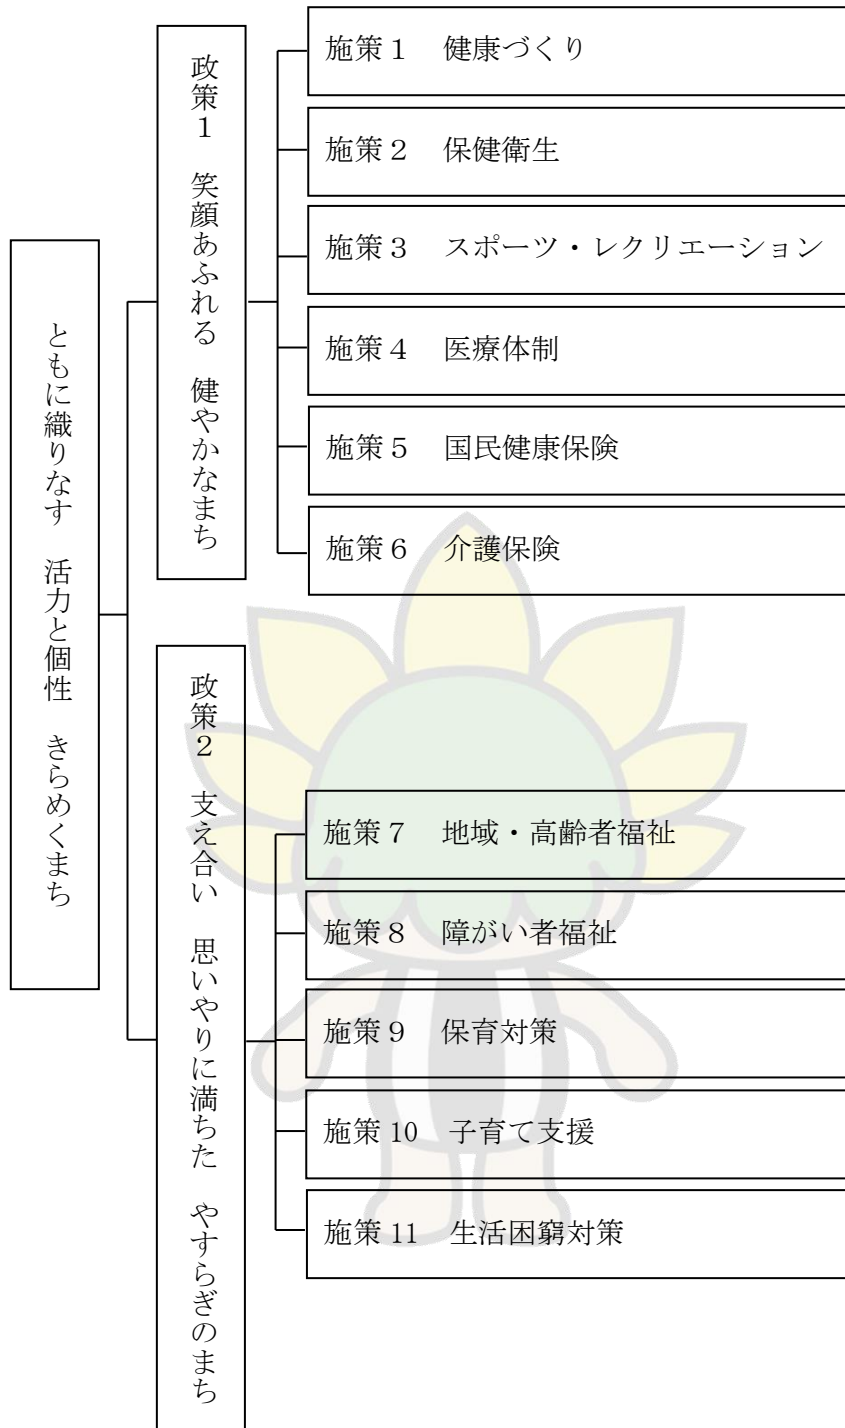 ともに織りなす　活力と個性　きらめくまち
政策１　笑顔あふれる　健やかなまち
施策１　健康づくり
施策２　保健衛生
施策３　スポーツ・レクリエーション
施策４　医療体制
施策５　国民健康保険
施策６　介護保険
政策２　支え合い　思いやりに満ちた　やすらぎのまち
施策７　地域・高齢者福祉
施策８　障がい者福祉
施策９　保育対策
施策 10　子育て支援
施策 11　生活困窮対策